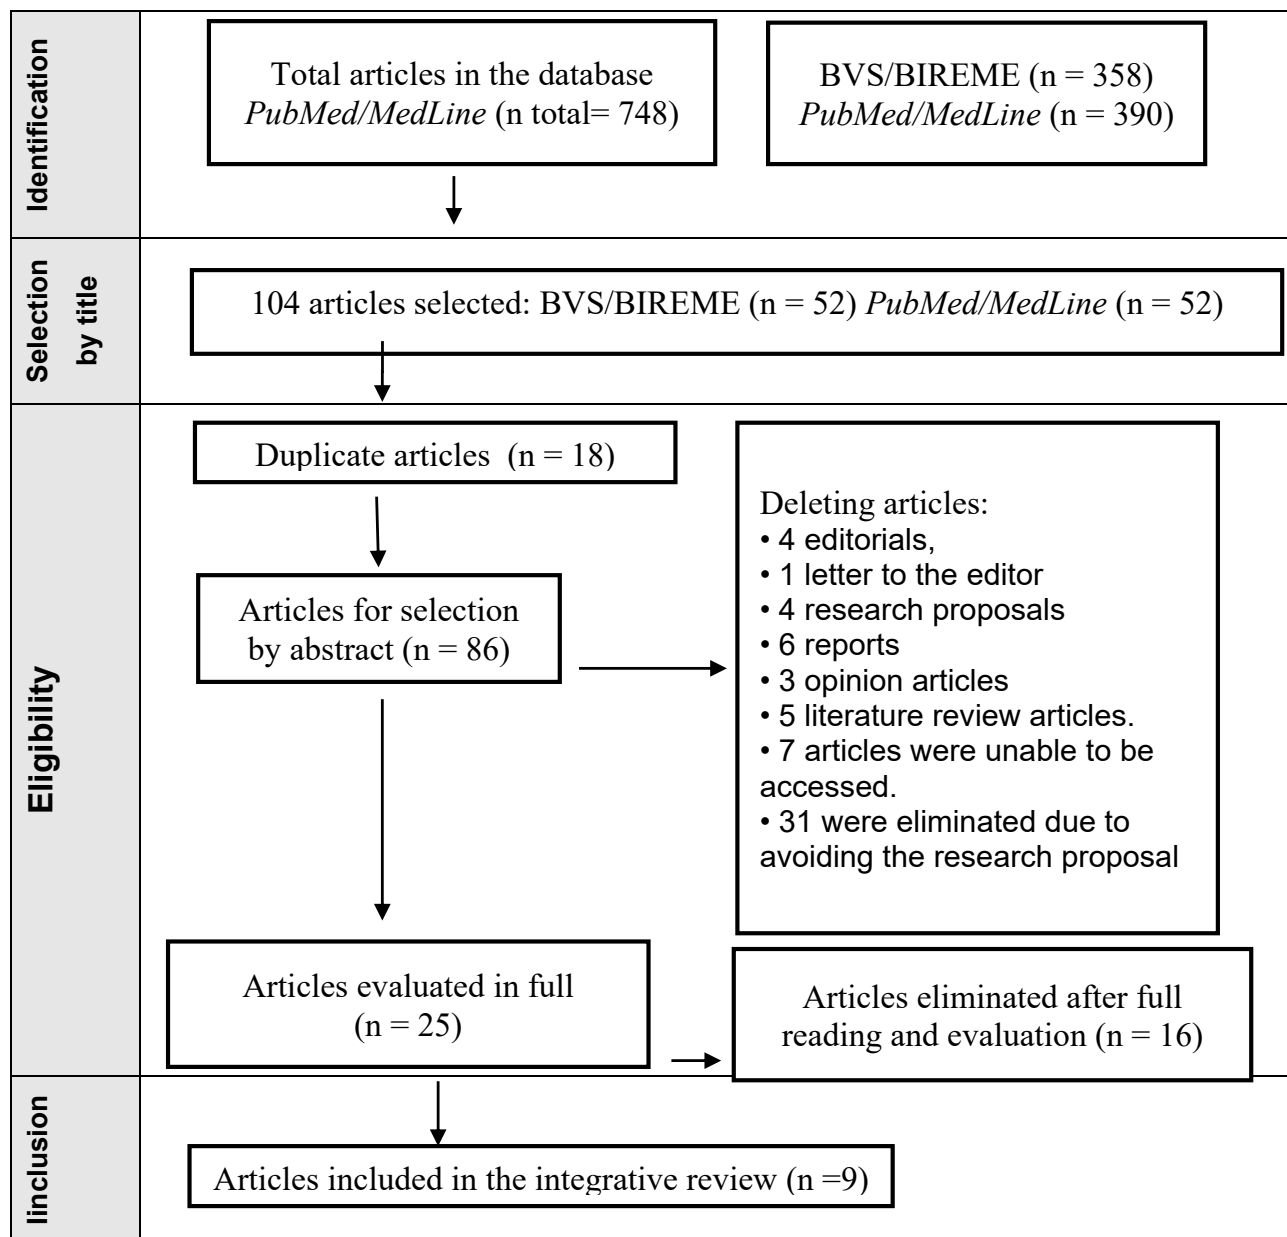 Identification
Total articles in the database
PubMed/MedLine (n total= 748)
BVS/BIREME (n = 358)
PubMed/MedLine (n = 390)
Selection
by title
104 articles selected: BVS/BIREME (n = 52) PubMed/MedLine (n = 52)
Eligibility
Duplicate articles (n = 18)
Articles for selection
by abstract (n = 86)
Deleting articles:
• 4 editorials,
• 1 letter to the editor
• 4 research proposals
• 6 reports
• 3 opinion articles
• 5 literature review articles.
• 7 articles were unable to be
accessed.
• 31 were eliminated due to
avoiding the research proposal
Articles evaluated in full
(n = 25)
Articles eliminated after full
reading and evaluation (n = 16)
Iinclusion
Articles included in the integrative review (n =9)